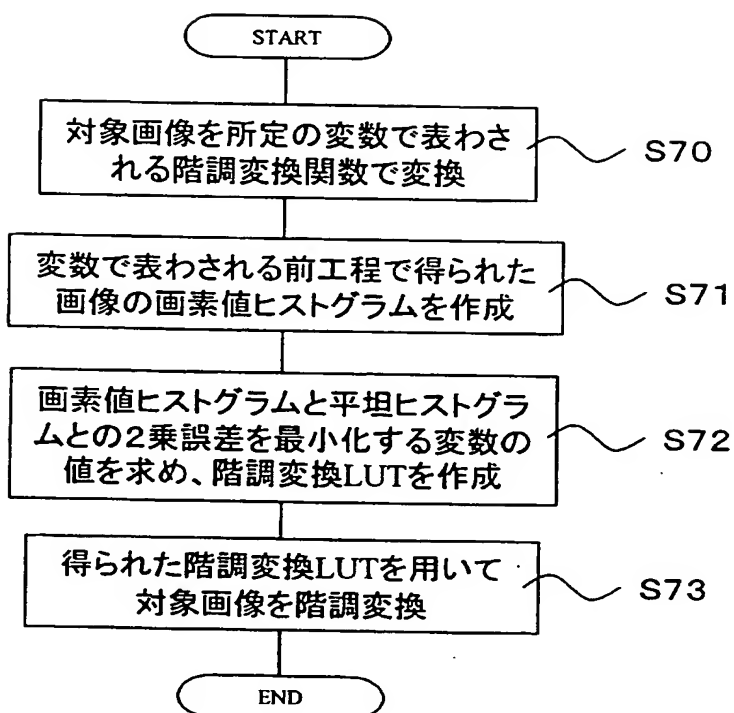 START
対象画像を所定の変数で表わさ
れる階調変換関数で変換
S70
変数で表わされる前工程で得られた
画像の画素値ヒストグラムを作成
S71
画素値ヒストグラムと平坦ヒストグラ
ムとの2乗誤差を最小化する変数の
値を求め、階調変換LUTを作成
S72
得られた階調変換LUTを用いて
対象画像を階調変換
S73
END